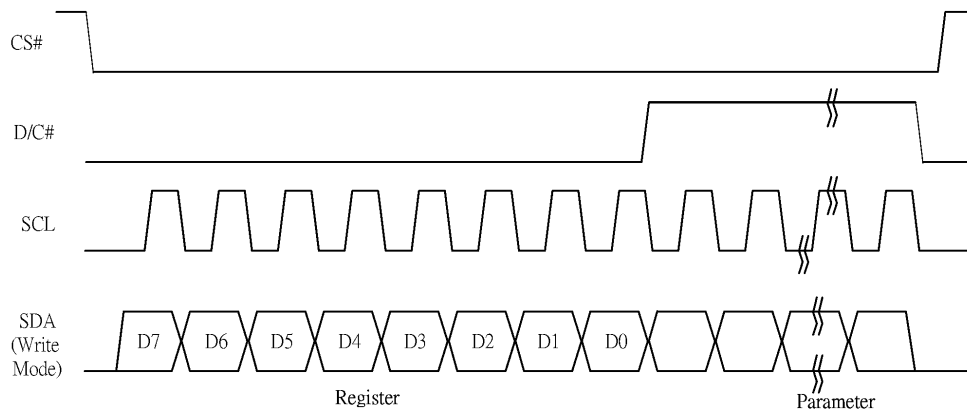 CS#
D/C#
SCL
SDA
(Write
Mode)
D7 D6 D5 D4 D3 D2 D1 D0
Register
Parameter